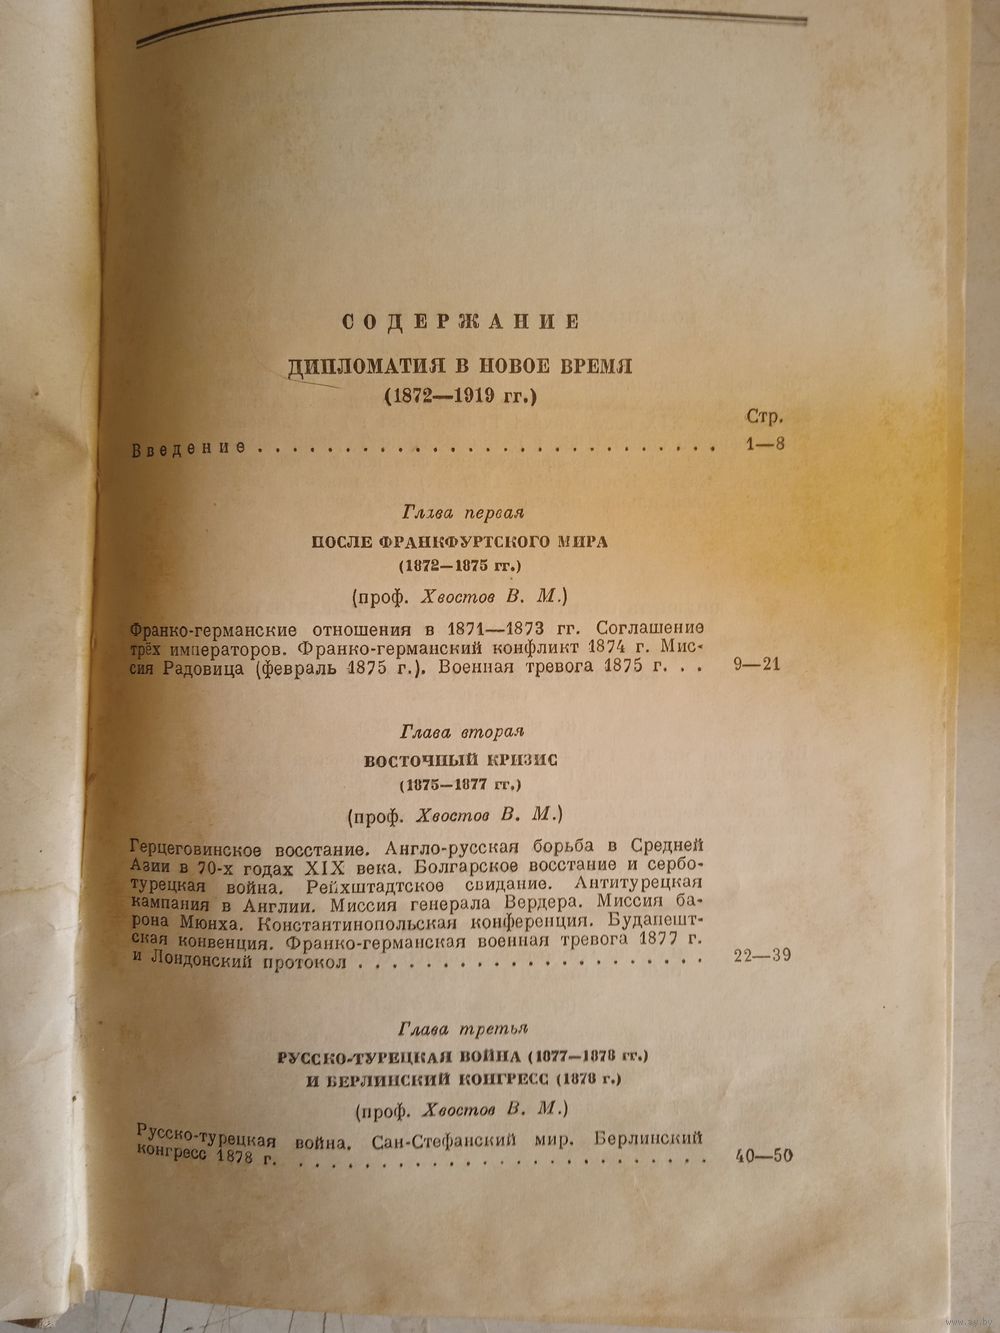 СОДЕРЖАНИЕ
ДИПЛОМАТИЯ В НОВОЕ ВРЕМЯ
(1872—1919 гг.)
Стр.
Введение . . . . . . . . . . . . . . . . . . . . . . . . . . . . . 1—8
Глава первая
ПОСЛЕ ФРАНКФУРТСКОГО МИРА
(1872—1875 гг.)
(проф. Хвостов В. М.)
Франко-германские отношения в 1871—1873 гг. Соглашение
трёх императоров. Франко-германский конфликт 1874 г. Мис-
сия Радовица (февраль 1875 г.). Военная тревога 1875 г. . . 9—21
Глава вторая
ВОСТОЧНЫЙ КРИЗИС
(1875—1877 гг.)
(проф. Хвостов В. М.)
Герцеговинское восстание. Англо-русская борьба в Средней
Азии в 70-х годах XIX века. Болгарское восстание и сербо-
турецкая война. Рейхштадтское свидание. Антитурецкая
кампания в Англии. Миссия генерала Вердера. Миссия ба-
рона Мюнха. Константинопольская конференция. Будапешт-
ская конвенция. Франко-германская военная тревога 1877 г.
и Лондонский протокол . . . . . . . . . . . . . . . . . . . . . 22—39
Глава третья
РУССКО-ТУРЕЦКАЯ ВОЙНА (1877—1878 гг.)
И БЕРЛИНСКИЙ КОНГРЕСС (1878 г.)
(проф. Хвостов В. М.)
Русско-турецкая война. Сан-Стефанский мир. Берлинский
конгресс 1878 г. . . . . . . . . . . . . . . . . . . . . . . . . . 40—50
www.ay.by